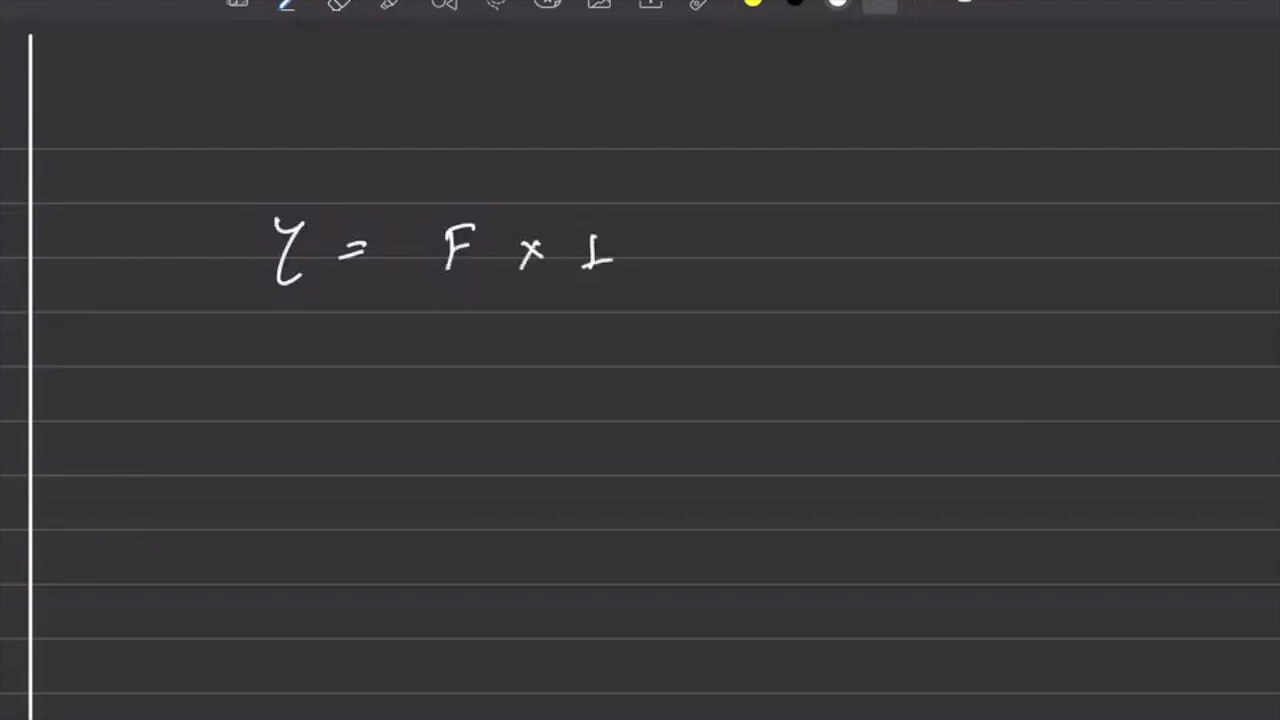 τ = F × ⊥